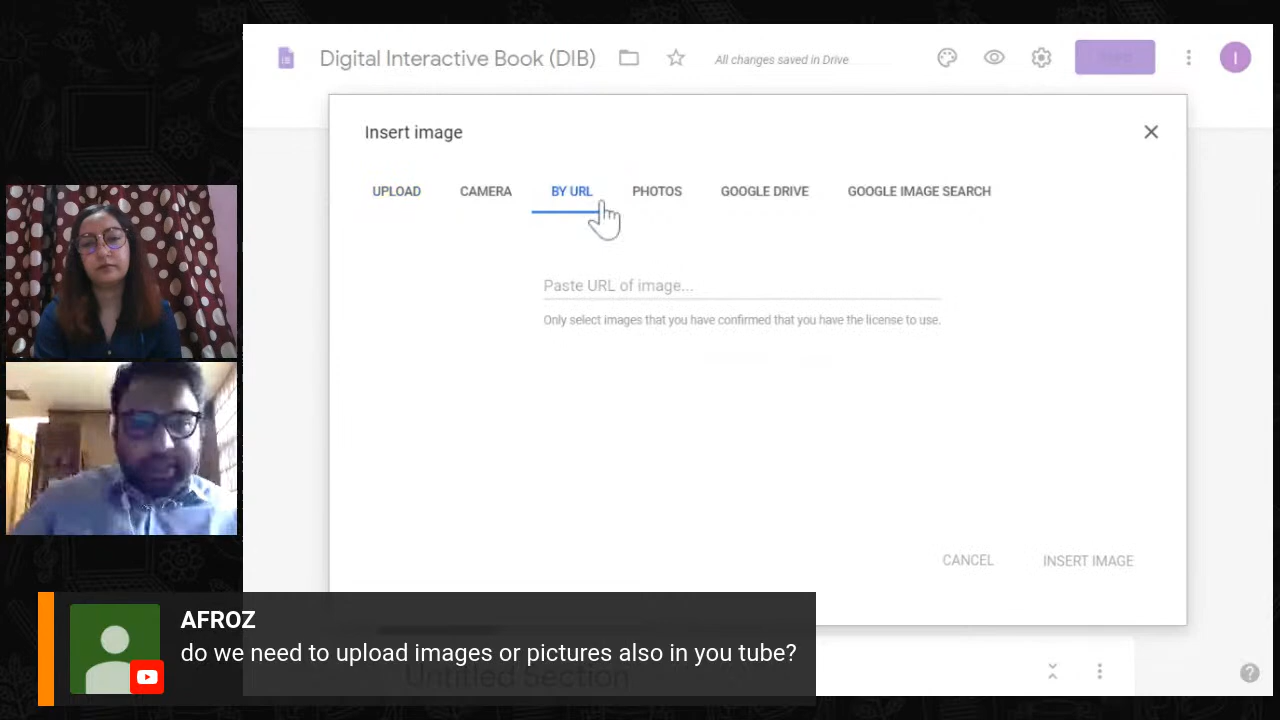 Digital Interactive Book (DIB)
All changes saved in Drive
I
Insert image
UPLOAD
CAMERA
BY URL
PHOTOS
GOOGLE DRIVE
GOOGLE IMAGE SEARCH
Paste URL of image...
Only select images that you have confirmed that you have the license to use.
CANCEL
INSERT IMAGE
Untitled Section
AFROZ
do we need to upload images or pictures also in you tube?